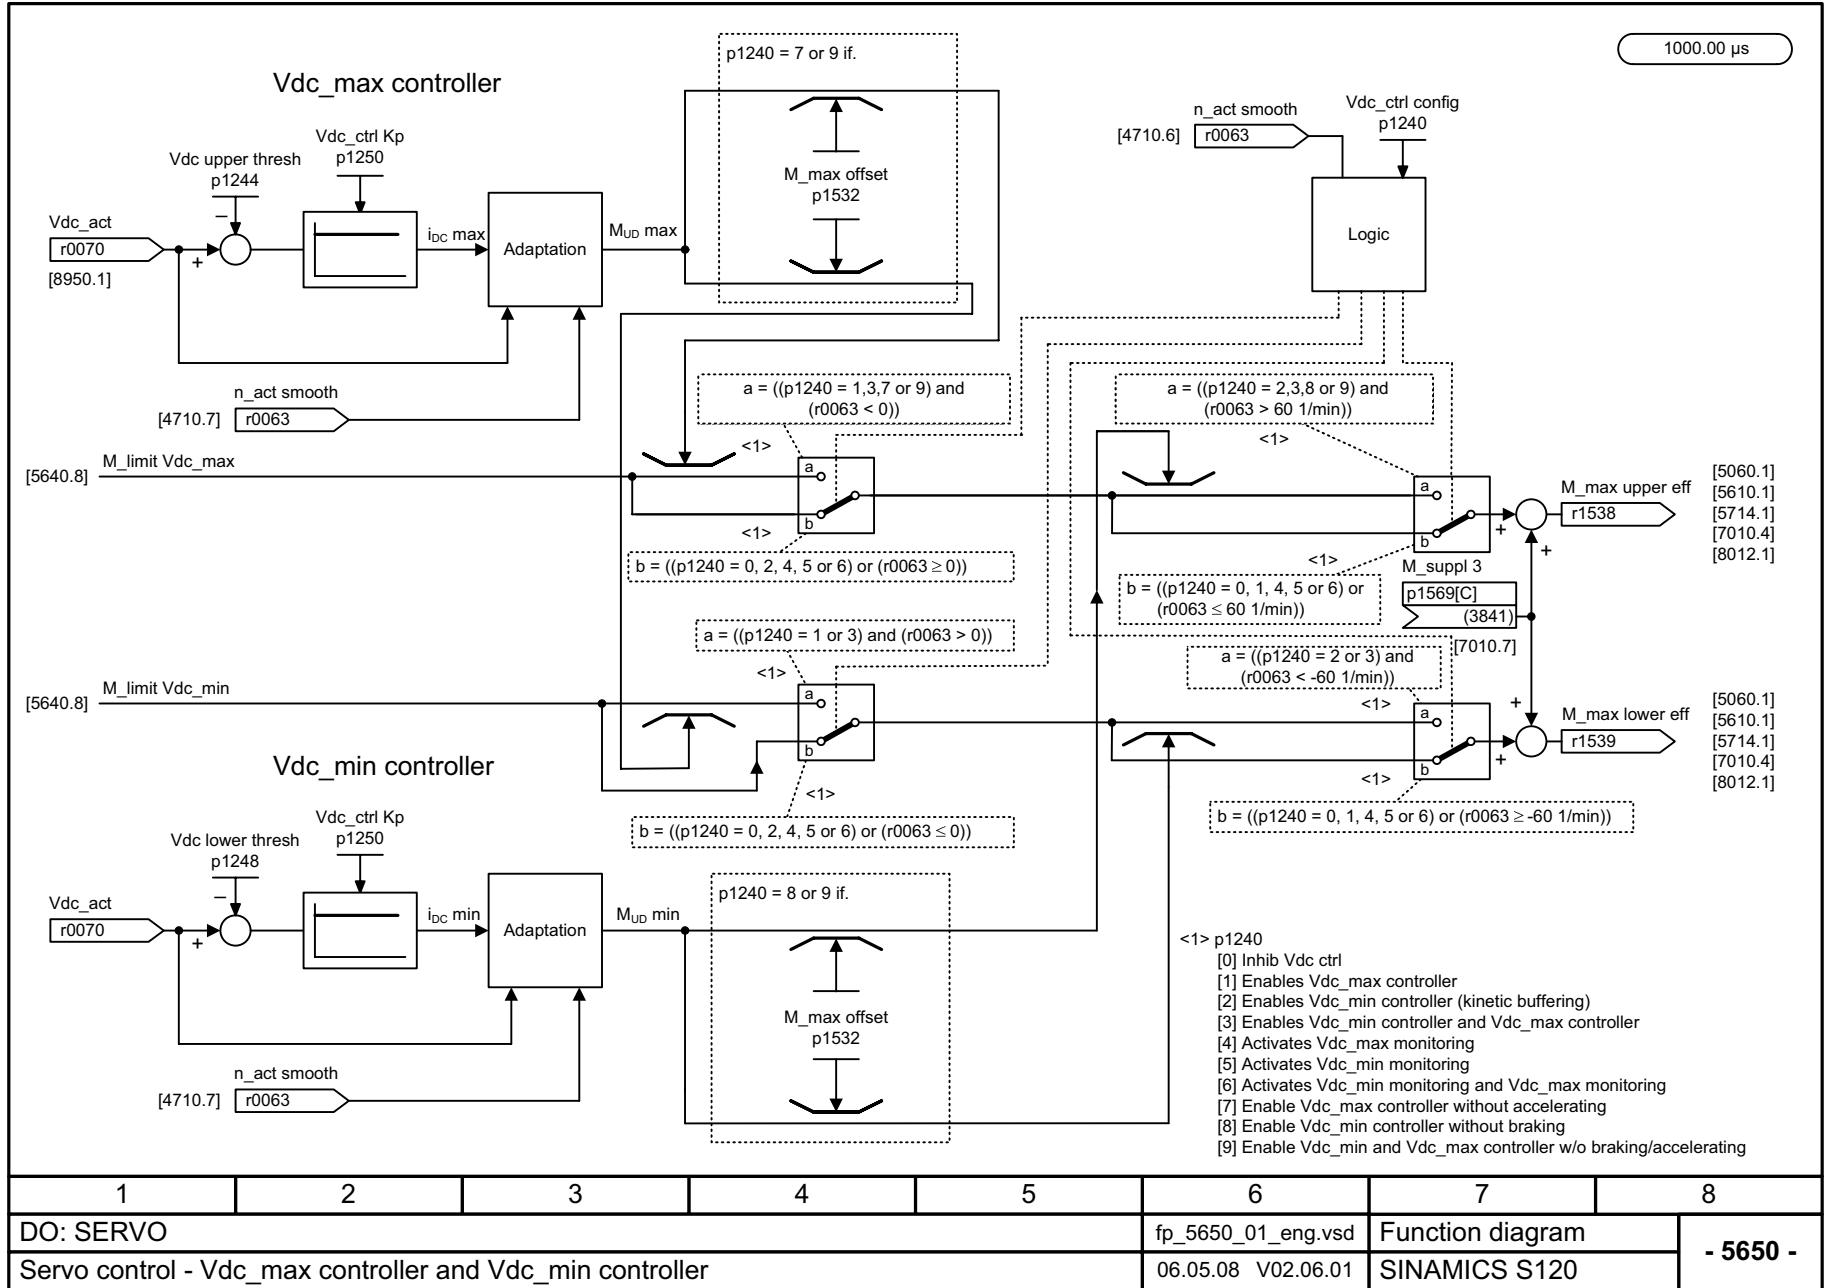 1000.00 µs
p1240 = 7 or 9 if.
Vdc_max controller
Vdc_ctrl Kp
p1250
Vdc upper thresh
p1244
–
Vdc_act
r0070
[8950.1]
+
iDC max
Adaptation
MUD max
M_max offset
p1532
n_act smooth
[4710.6]
r0063
Vdc_ctrl config
p1240
Logic
n_act smooth
[4710.7]
r0063
a = ((p1240 = 1,3,7 or 9) and
(r0063 < 0))
<1>
a = ((p1240 = 2,3,8 or 9) and
(r0063 > 60 1/min))
<1>
[5640.8]
M_limit Vdc_max
a
b
<1>
b = ((p1240 = 0, 2, 4, 5 or 6) or (r0063 ≥ 0))
a
b
<1>
b = ((p1240 = 0, 1, 4, 5 or 6) or
(r0063 ≤ 60 1/min))
+
+
M_max upper eff
r1538
[5060.1]
[5610.1]
[5714.1]
[7010.4]
[8012.1]
M_suppl 3
p1569[C]
(3841)
[7010.7]
a = ((p1240 = 1 or 3) and (r0063 > 0))
<1>
a = ((p1240 = 2 or 3) and
(r0063 < -60 1/min))
<1>
[5640.8]
M_limit Vdc_min
a
b
<1>
b = ((p1240 = 0, 2, 4, 5 or 6) or (r0063 ≤ 0))
a
b
<1>
b = ((p1240 = 0, 1, 4, 5 or 6) or (r0063 ≥ -60 1/min))
+
+
M_max lower eff
r1539
[5060.1]
[5610.1]
[5714.1]
[7010.4]
[8012.1]
Vdc_min controller
Vdc_ctrl Kp
p1250
Vdc lower thresh
p1248
–
Vdc_act
r0070
+
iDC min
Adaptation
MUD min
p1240 = 8 or 9 if.
M_max offset
p1532
n_act smooth
[4710.7]
r0063
<1> p1240
[0] Inhib Vdc ctrl
[1] Enables Vdc_max controller
[2] Enables Vdc_min controller (kinetic buffering)
[3] Enables Vdc_min controller and Vdc_max controller
[4] Activates Vdc_max monitoring
[5] Activates Vdc_min monitoring
[6] Activates Vdc_min monitoring and Vdc_max monitoring
[7] Enable Vdc_max controller without accelerating
[8] Enable Vdc_min controller without braking
[9] Enable Vdc_min and Vdc_max controller w/o braking/accelerating
1 2 3 4 5 6 7 8
DO: SERVO
fp_5650_01_eng.vsd
Function diagram
- 5650 -
Servo control - Vdc_max controller and Vdc_min controller
06.05.08 V02.06.01
SINAMICS S120